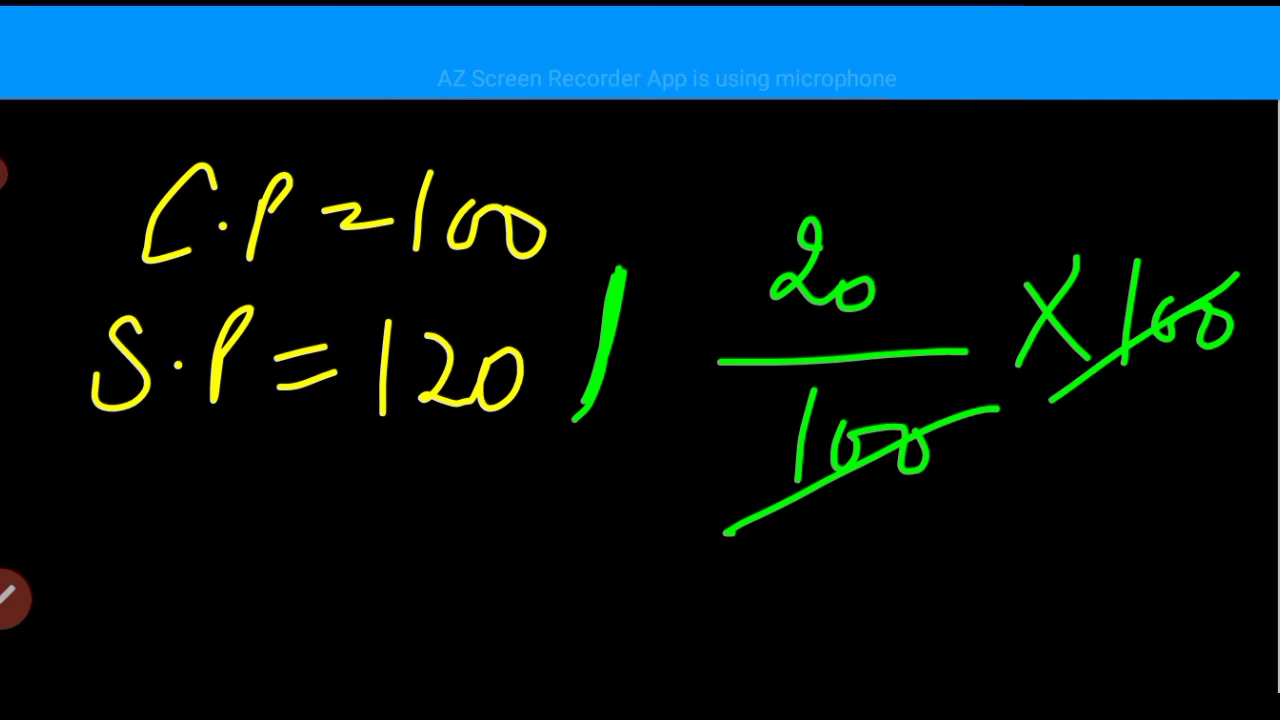 AZ Screen Recorder App is using microphone
C.P = 100
S.P = 120
20
100
X 100